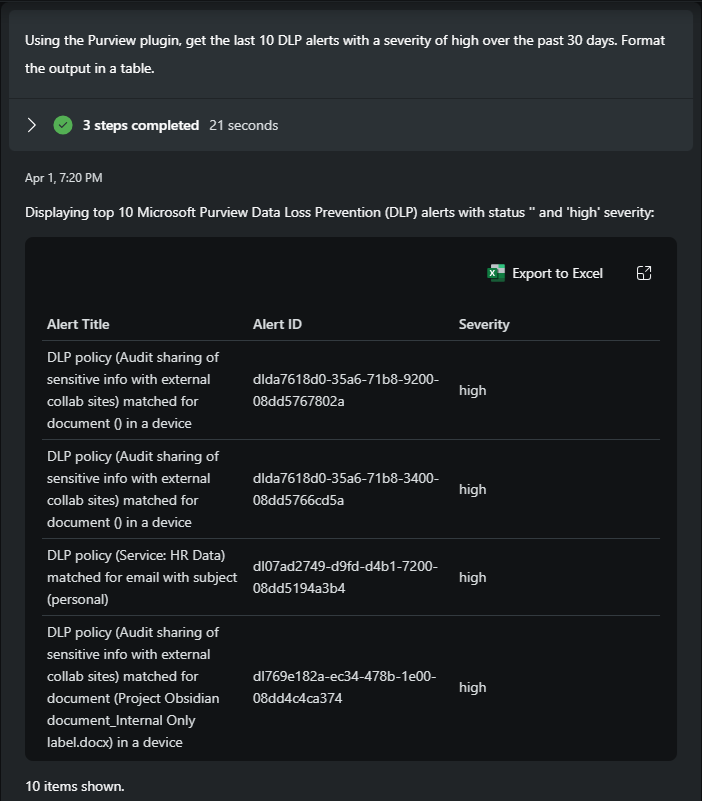 Using the Purview plugin, get the last 10 DLP alerts with a severity of high over the past 30 days. Format
the output in a table.
3 steps completed 21 seconds
Apr 1, 7:20 PM
Displaying top 10 Microsoft Purview Data Loss Prevention (DLP) alerts with status '' and 'high' severity:
Export to Excel
Alert Title Alert ID Severity
DLP policy (Audit sharing of
sensitive info with external
collab sites) matched for
document () in a device
dlda7618d0-35a6-71b8-9200-
08dd5767802a
high
DLP policy (Audit sharing of
sensitive info with external
collab sites) matched for
document () in a device
dlda7618d0-35a6-71b8-3400-
08dd5766cd5a
high
DLP policy (Service: HR Data)
matched for email with subject
(personal)
dl07ad2749-d9fd-d4b1-7200-
08dd5194a3b4
high
DLP policy (Audit sharing of
sensitive info with external
collab sites) matched for
document (Project Obsidian
document_Internal Only
label.docx) in a device
dl769e182a-ec34-478b-1e00-
08dd4c4ca374
high
10 items shown.